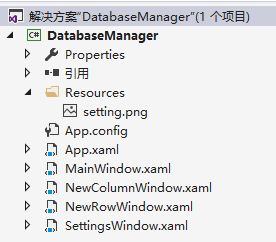 解决方案“DatabaseManager”(1 个项目)
C# DatabaseManager
Properties
引用
Resources
setting.png
App.config
App.xaml
MainWindow.xaml
NewColumnWindow.xaml
NewRowWindow.xaml
SettingsWindow.xaml